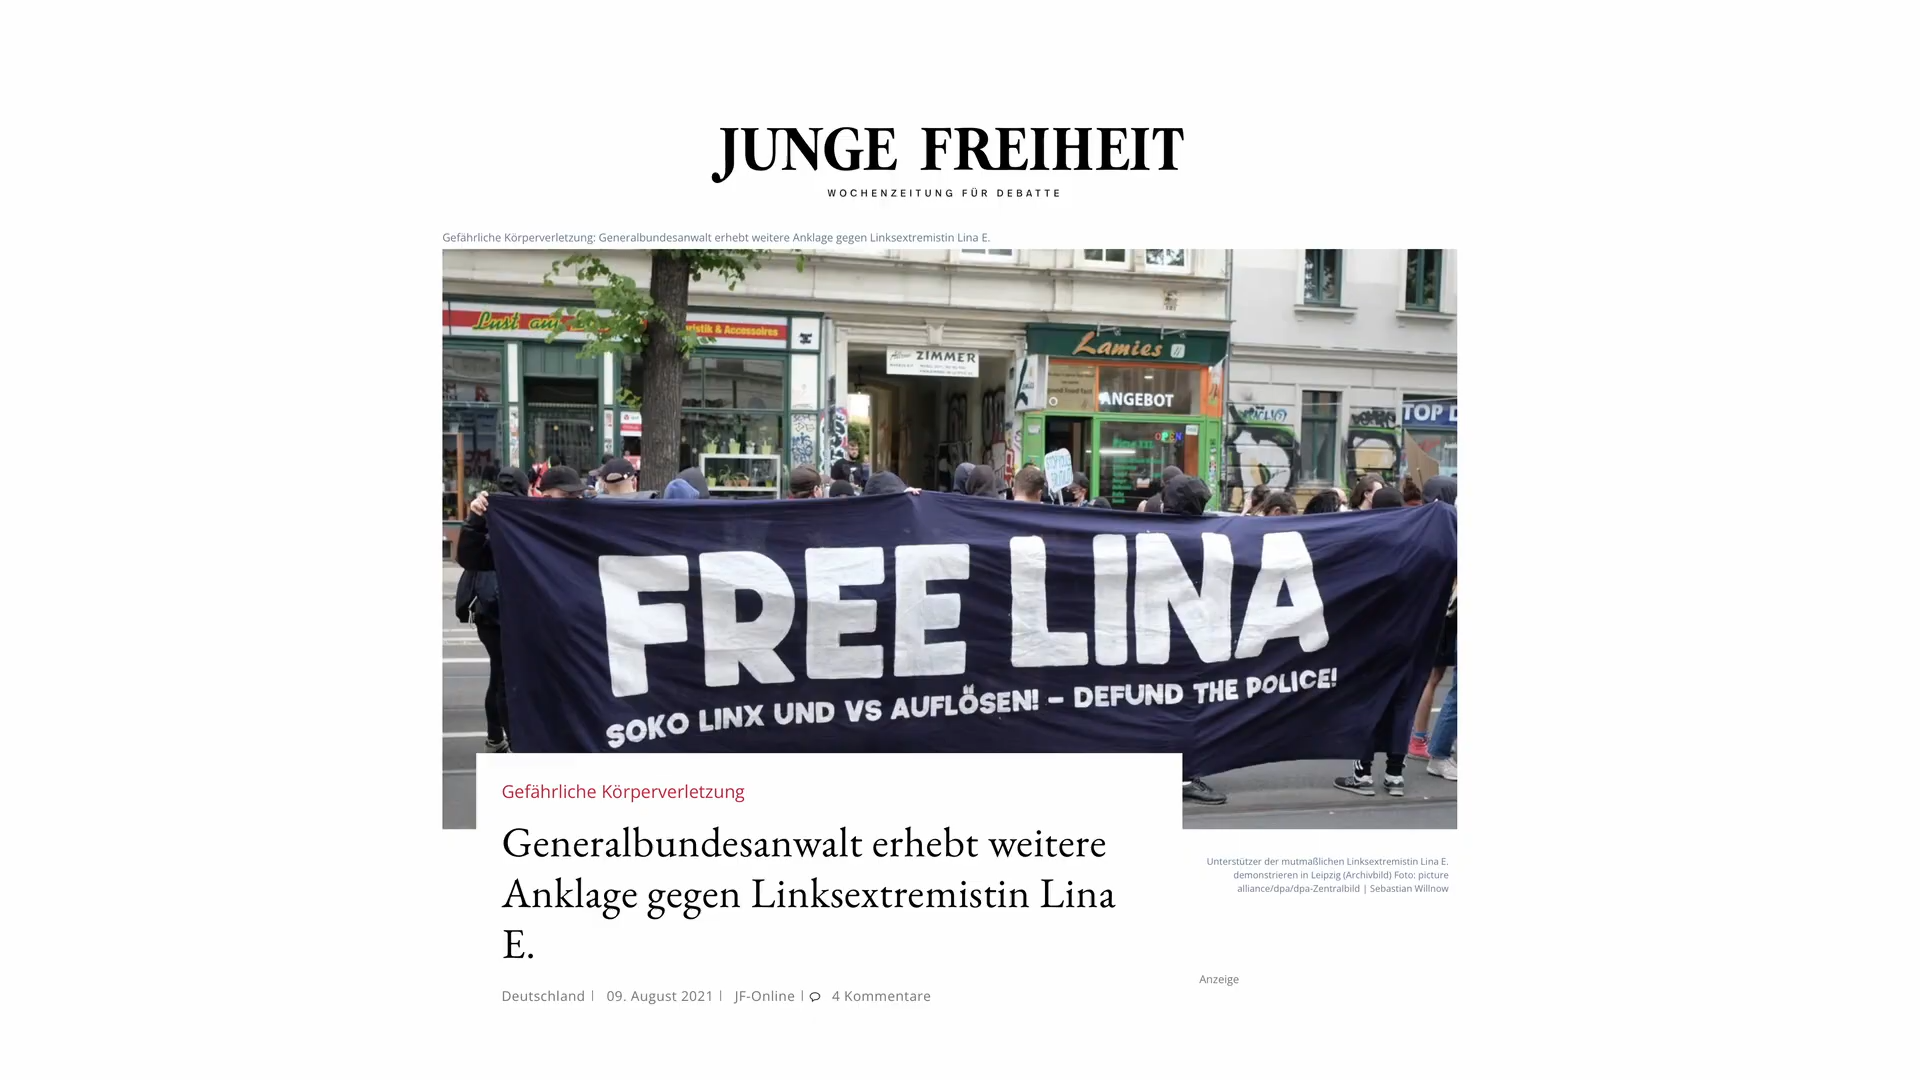 JUNGE FREIHEIT
WOCHENZEITUNG FÜR DEBATTE
Gefährliche Körperverletzung: Generalbundesanwalt erhebt weitere Anklage gegen Linksextremistin Lina E.
Lust auf
ristik & Accessoires
ZIMMER
Lamies
ANGEBOT
OPEN
TOP D
FREE LINA
SOKO LINX UND VS AUFLÖSEN! – DEFUND THE POLICE!
Gefährliche Körperverletzung
Generalbundesanwalt erhebt weitere
Anklage gegen Linksextremistin Lina
E.
Deutschland | 09. August 2021 | JF-Online | 4 Kommentare
Unterstützer der mutmaßlichen Linksextremistin Lina E.
demonstrieren in Leipzig (Archivbild) Foto: picture
alliance/dpa/dpa-Zentralbild | Sebastian Willnow
Anzeige